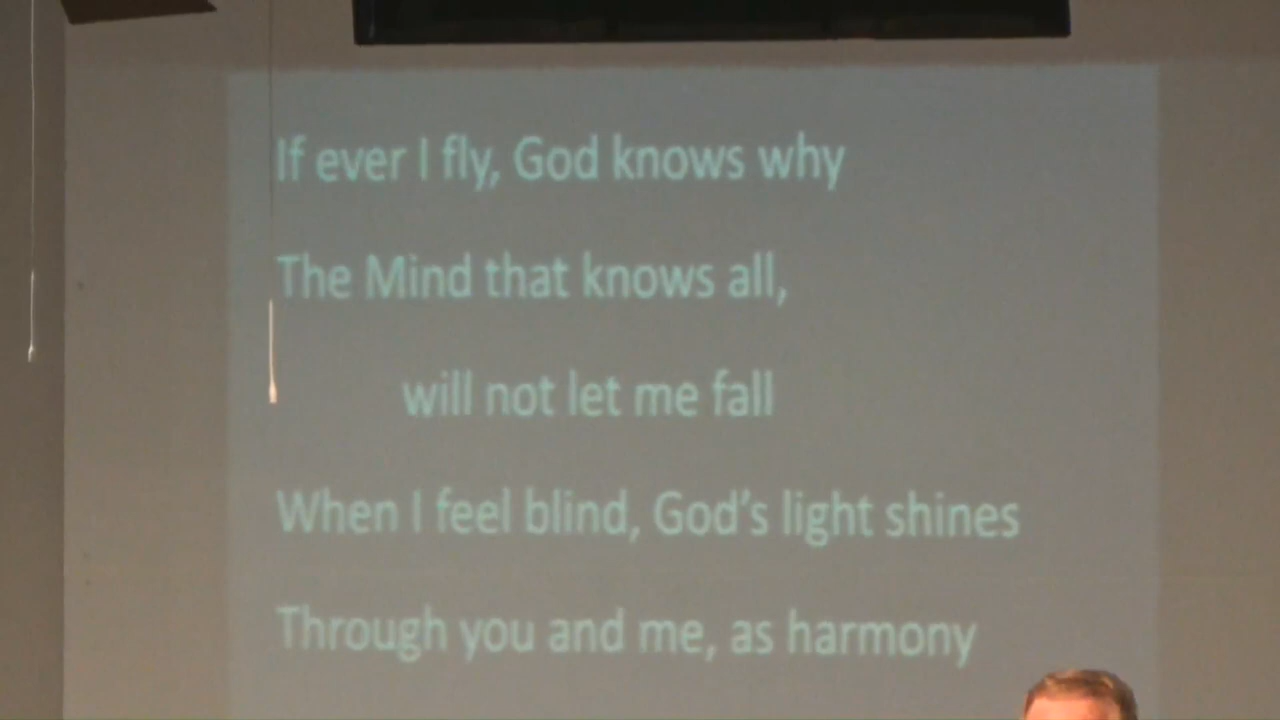 If ever I fly, God knows why
The Mind that knows all,
will not let me fall
When I feel blind, God's light shines
Through you and me, as harmony